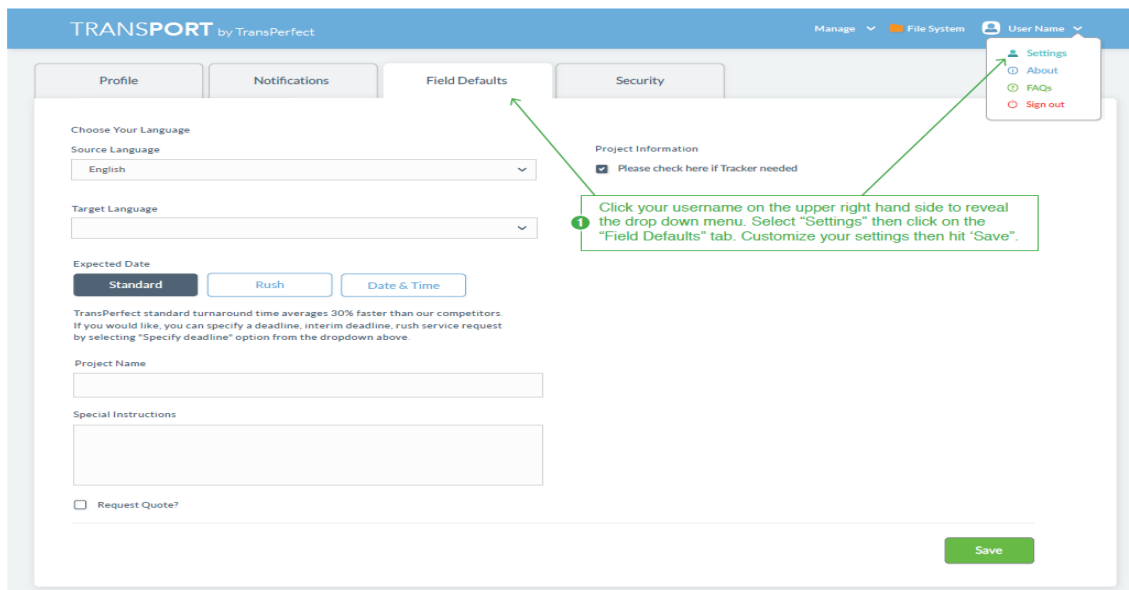 TRANSPORT by TransPerfect
Manage
File System
User Name
Settings
About
FAQs
Sign out
Profile
Notifications
Field Defaults
Security
Choose Your Language
Source Language
English
Target Language
Expected Date
Standard
Rush
Date & Time
TransPerfect standard turnaround time averages 30% faster than our competitors.
If you would like, you can specify a deadline, interim deadline, rush service request
by selecting "Specify deadline" option from the dropdown above.
Project Name
Special Instructions
Request Quote?
Project Information
Please check here if Tracker needed
1
Click your username on the upper right hand side to reveal
the drop down menu. Select “Settings” then click on the
“Field Defaults” tab. Customize your settings then hit ‘Save”.
Save